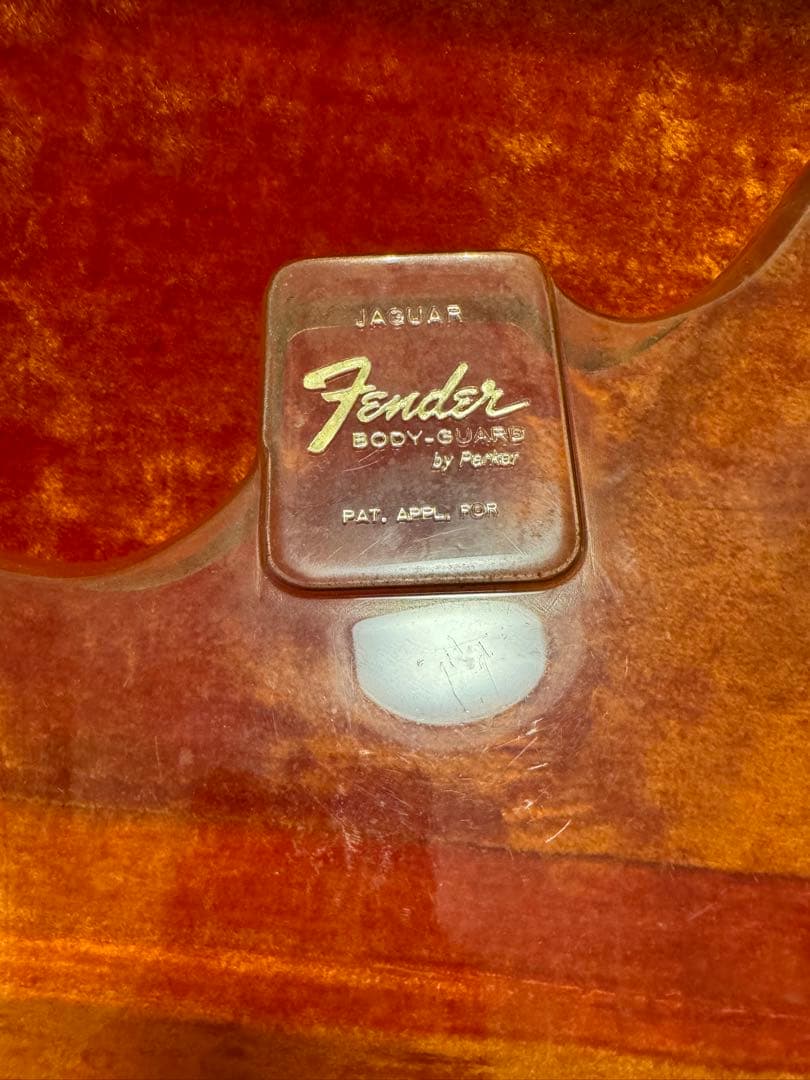 JAGUAR
Fender
BODY-GUARD
by Parker
PAT. APPL. FOR